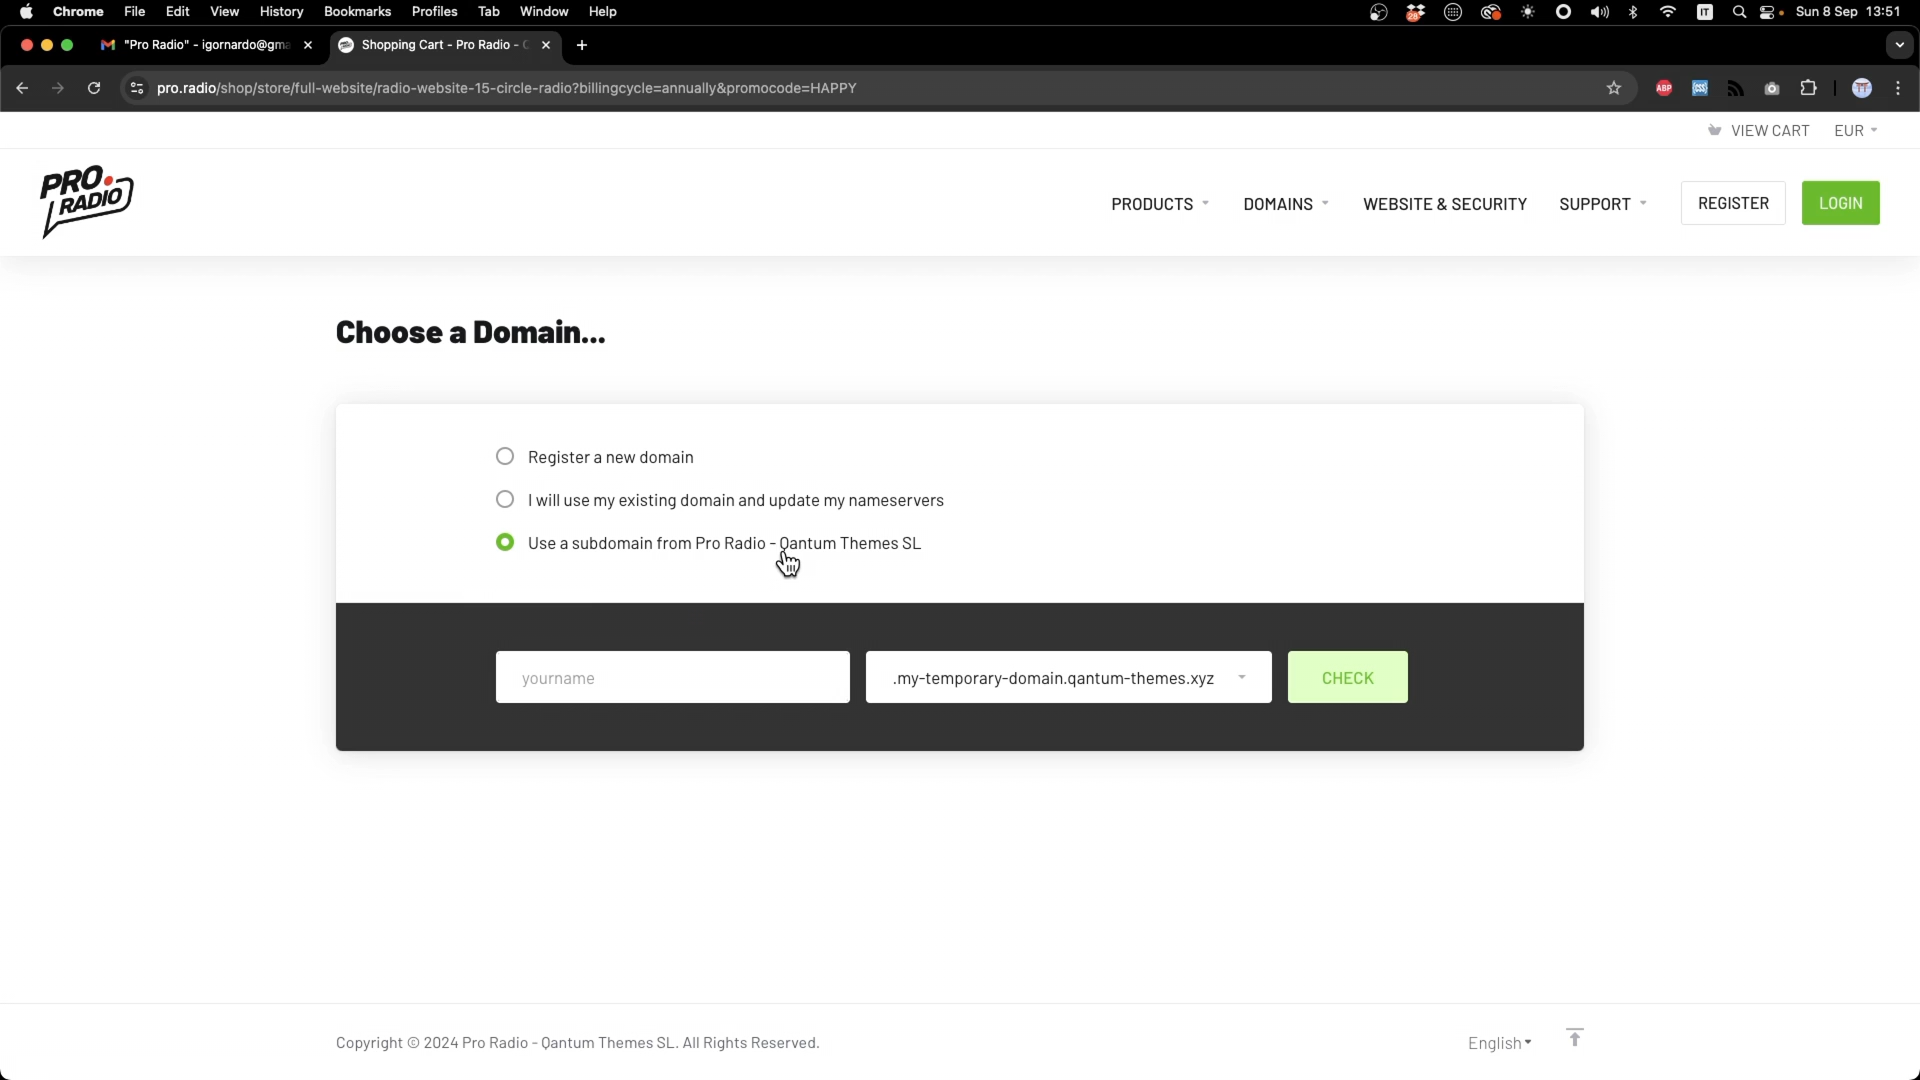 Chrome File Edit View History Bookmarks Profiles Tab Window Help
28
IT
Sun 8 Sep 13:51
"Pro Radio" - igornardo@gma
Shopping Cart - Pro Radio -
pro.radio/shop/store/full-website/radio-website-15-circle-radio?billingcycle=annually&promocode=HAPPY
ABP
VIEW CART EUR
PRO. RADIO
PRODUCTS DOMAINS WEBSITE & SECURITY SUPPORT REGISTER LOGIN
Choose a Domain...
Register a new domain
I will use my existing domain and update my nameservers
Use a subdomain from Pro Radio - Qantum Themes SL
yourname .my-temporary-domain.qantum-themes.xyz CHECK
Copyright © 2024 Pro Radio - Qantum Themes SL. All Rights Reserved.
English